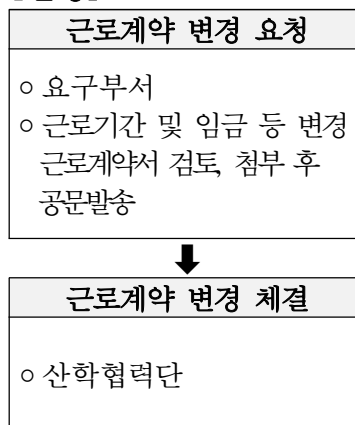 근로계약 변경 요청
○ 요구부서
○ 근로기간 및 임금 등 변경
근로계약서 검토, 첨부 후
공문발송
근로계약 변경 체결
○ 산학협력단